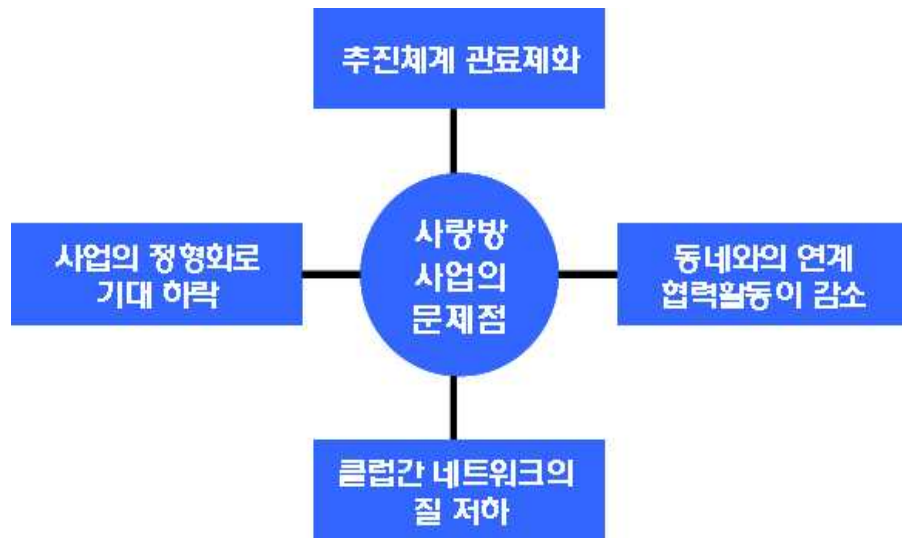 추진체계 관료제화
사업의 정형화로
기대 하락
사랑방
사업의
문제점
동네와의 연계
협력활동이 감소
클럽간 네트워크의
질 저하